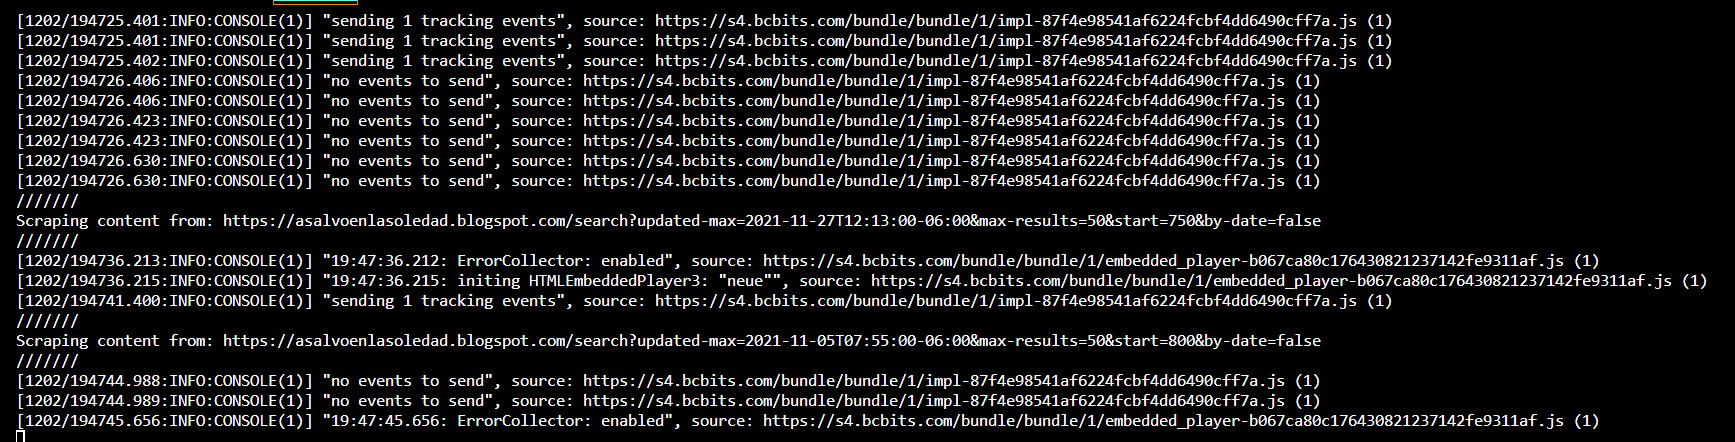 [1202/194725.401:INFO:CONSOLE(1)] "sending 1 tracking events", source: https://s4.bcbits.com/bundle/bundle/1/impl-87f4e98541af6224fcbf4dd6490cff7a.js (1)
[1202/194725.401:INFO:CONSOLE(1)] "sending 1 tracking events", source: https://s4.bcbits.com/bundle/bundle/1/impl-87f4e98541af6224fcbf4dd6490cff7a.js (1)
[1202/194725.402:INFO:CONSOLE(1)] "sending 1 tracking events", source: https://s4.bcbits.com/bundle/bundle/1/impl-87f4e98541af6224fcbf4dd6490cff7a.js (1)
[1202/194726.406:INFO:CONSOLE(1)] "no events to send", source: https://s4.bcbits.com/bundle/bundle/1/impl-87f4e98541af6224fcbf4dd6490cff7a.js (1)
[1202/194726.406:INFO:CONSOLE(1)] "no events to send", source: https://s4.bcbits.com/bundle/bundle/1/impl-87f4e98541af6224fcbf4dd6490cff7a.js (1)
[1202/194726.423:INFO:CONSOLE(1)] "no events to send", source: https://s4.bcbits.com/bundle/bundle/1/impl-87f4e98541af6224fcbf4dd6490cff7a.js (1)
[1202/194726.423:INFO:CONSOLE(1)] "no events to send", source: https://s4.bcbits.com/bundle/bundle/1/impl-87f4e98541af6224fcbf4dd6490cff7a.js (1)
[1202/194726.630:INFO:CONSOLE(1)] "no events to send", source: https://s4.bcbits.com/bundle/bundle/1/impl-87f4e98541af6224fcbf4dd6490cff7a.js (1)
[1202/194726.630:INFO:CONSOLE(1)] "no events to send", source: https://s4.bcbits.com/bundle/bundle/1/impl-87f4e98541af6224fcbf4dd6490cff7a.js (1)
///////
Scraping content from: https://asalvoenlasoledad.blogspot.com/search?updated-max=2021-11-27T12:13:00-06:00&max-results=50&start=750&by-date=false
///////
[1202/194736.213:INFO:CONSOLE(1)] "19:47:36.212: ErrorCollector: enabled", source: https://s4.bcbits.com/bundle/bundle/1/embedded_player-b067ca80c176430821237142fe9311af.js (1)
[1202/194736.215:INFO:CONSOLE(1)] "19:47:36.215: initing HTMLEmbeddedPlayer3: "neue"", source: https://s4.bcbits.com/bundle/bundle/1/embedded_player-b067ca80c176430821237142fe9311af.js (1)
[1202/194741.400:INFO:CONSOLE(1)] "sending 1 tracking events", source: https://s4.bcbits.com/bundle/bundle/1/impl-87f4e98541af6224fcbf4dd6490cff7a.js (1)
///////
Scraping content from: https://asalvoenlasoledad.blogspot.com/search?updated-max=2021-11-05T07:55:00-06:00&max-results=50&start=800&by-date=false
///////
[1202/194744.988:INFO:CONSOLE(1)] "no events to send", source: https://s4.bcbits.com/bundle/bundle/1/impl-87f4e98541af6224fcbf4dd6490cff7a.js (1)
[1202/194744.989:INFO:CONSOLE(1)] "no events to send", source: https://s4.bcbits.com/bundle/bundle/1/impl-87f4e98541af6224fcbf4dd6490cff7a.js (1)
[1202/194745.656:INFO:CONSOLE(1)] "19:47:45.656: ErrorCollector: enabled", source: https://s4.bcbits.com/bundle/bundle/1/embedded_player-b067ca80c176430821237142fe9311af.js (1)